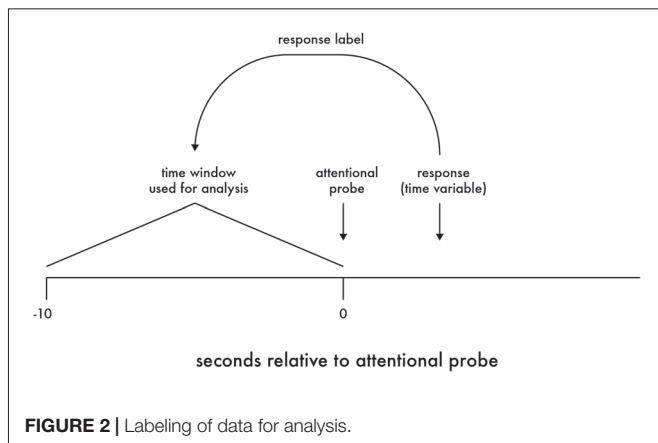 response label
time window
used for analysis
attentional
probe
response
(time variable)
-10
0
seconds relative to attentional probe
FIGURE 2 | Labeling of data for analysis.